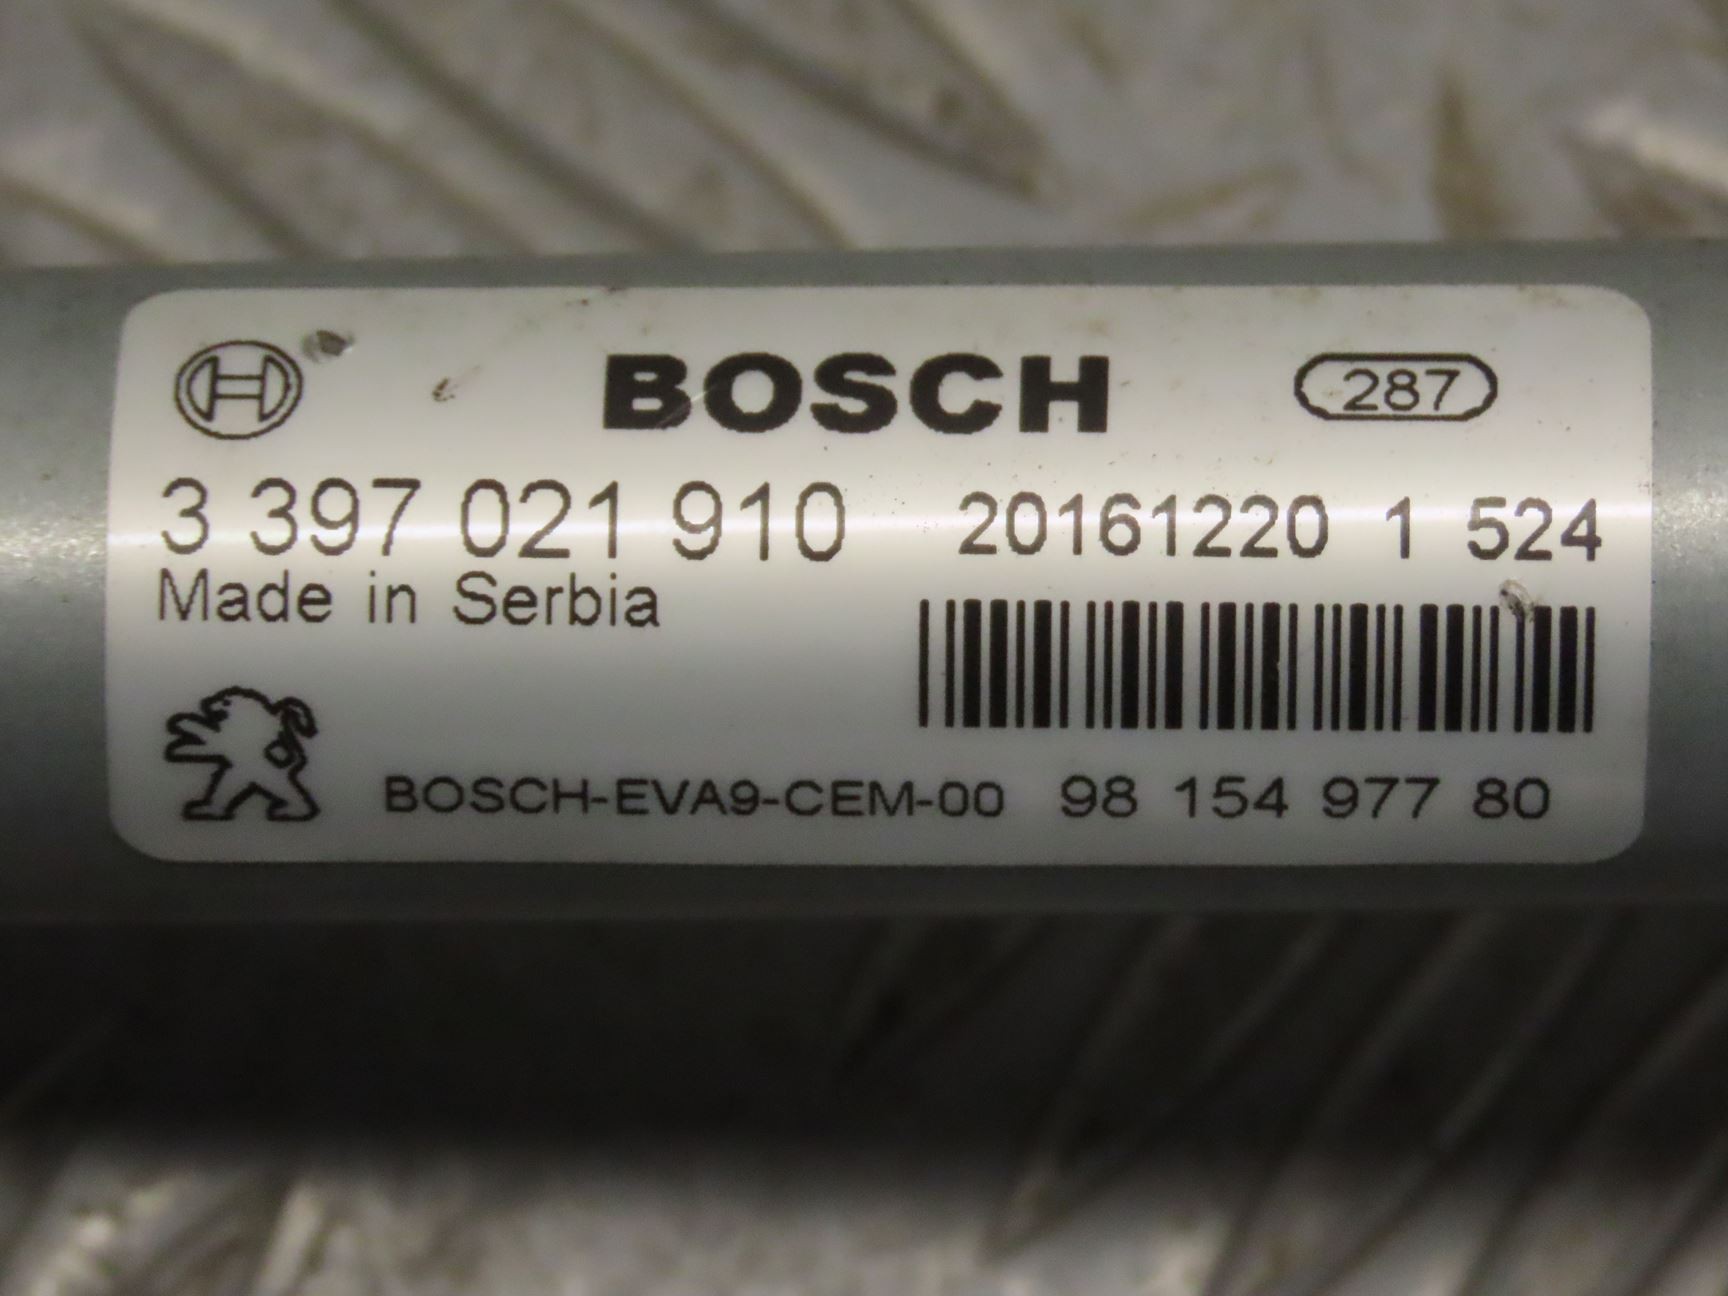 BOSCH 287
3 397 021 910 20161220 1 524
Made in Serbia
BOSCH-EVA9-CEM-00 98 154 977 80